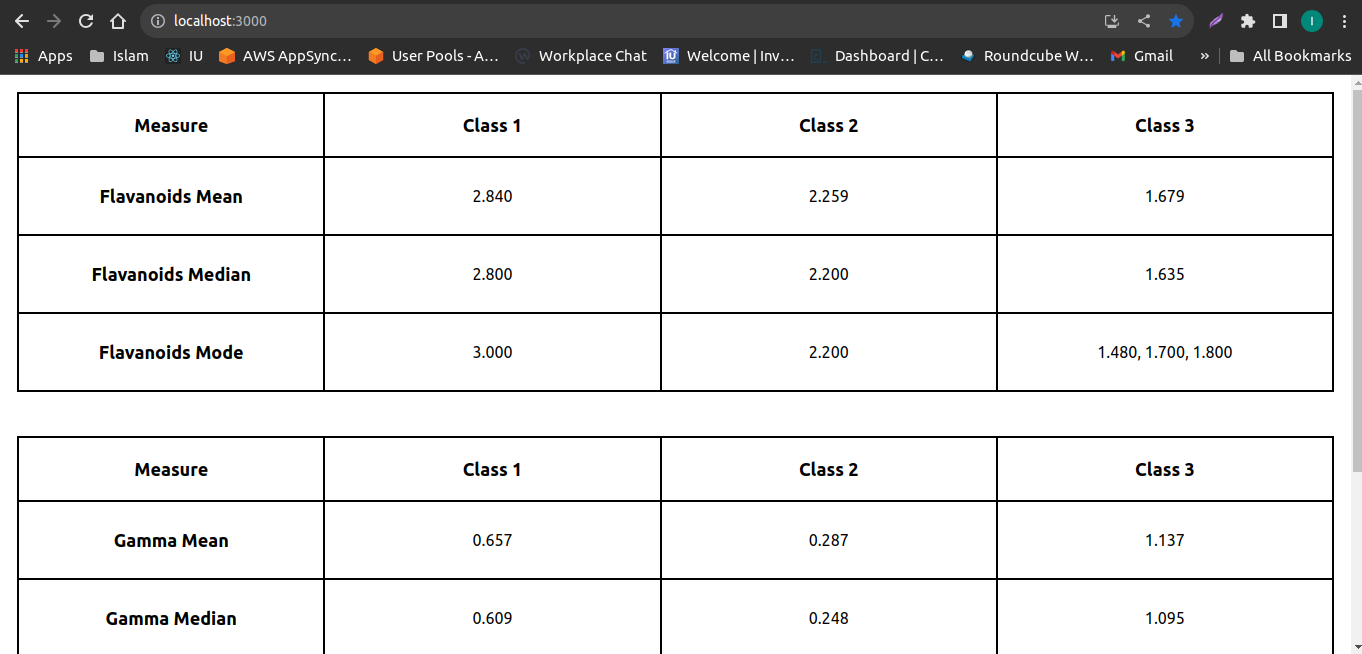 localhost:3000
Apps Islam IU AWS AppSync... User Pools - A... Workplace Chat Welcome | Inv... Dashboard | C... Roundcube W... Gmail » All Bookmarks
Measure Class 1 Class 2 Class 3
Flavanoids Mean 2.840 2.259 1.679
Flavanoids Median 2.800 2.200 1.635
Flavanoids Mode 3.000 2.200 1.480, 1.700, 1.800
Measure Class 1 Class 2 Class 3
Gamma Mean 0.657 0.287 1.137
Gamma Median 0.609 0.248 1.095